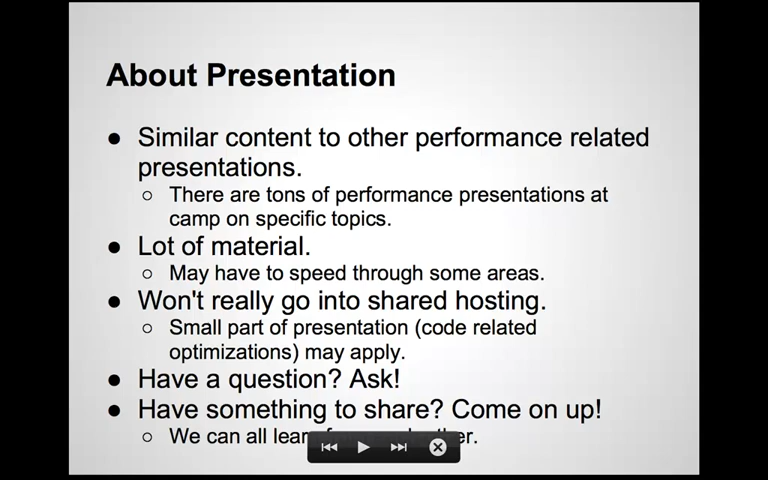 About Presentation
● Similar content to other performance related
presentations.
○ There are tons of performance presentations at
camp on specific topics.
● Lot of material.
○ May have to speed through some areas.
● Won't really go into shared hosting.
○ Small part of presentation (code related
optimizations) may apply.
● Have a question? Ask!
● Have something to share? Come on up!
○ We can all